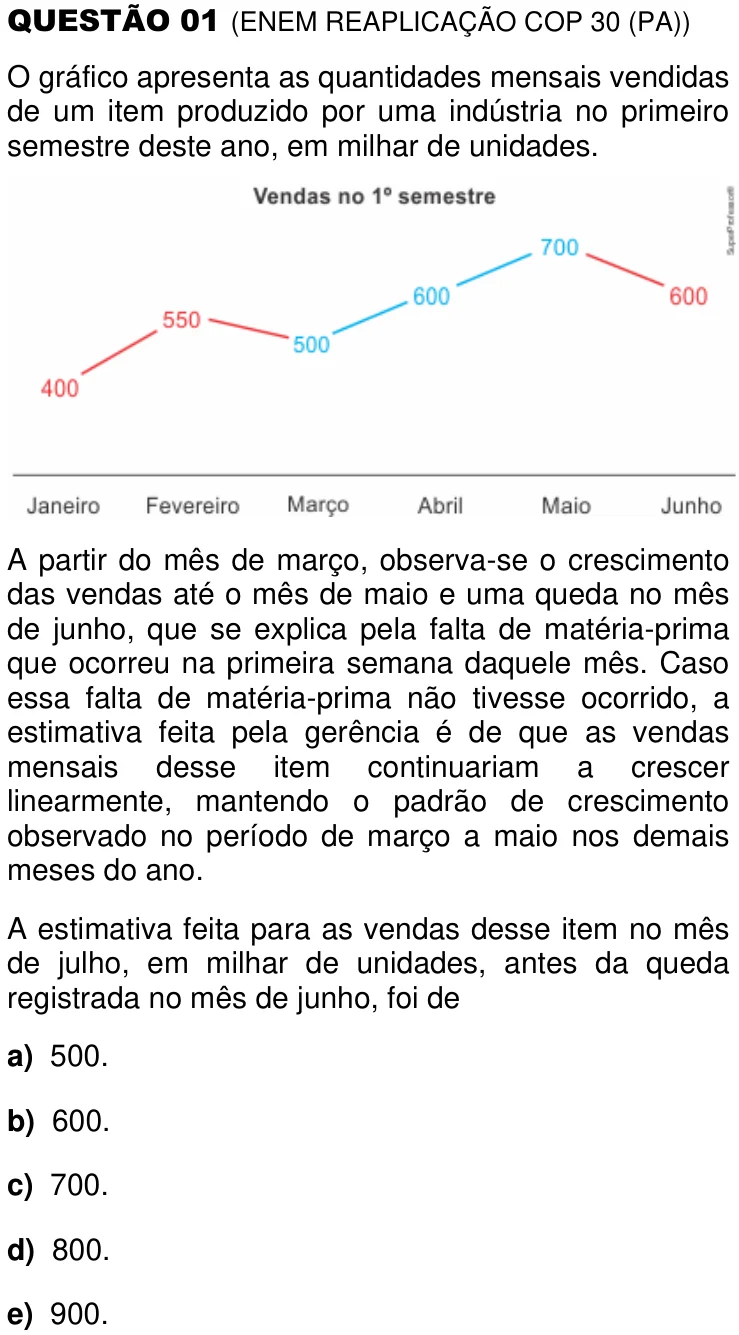 QUESTÃO 01 (ENEM REAPLICAÇÃO COP 30 (PA))
O gráfico apresenta as quantidades mensais vendidas
de um item produzido por uma indústria no primeiro
semestre deste ano, em milhar de unidades.
Vendas no 1º semestre
SuperProfessor®
700
600
600
550
500
400
Janeiro Fevereiro Março Abril Maio Junho
A partir do mês de março, observa-se o crescimento
das vendas até o mês de maio e uma queda no mês
de junho, que se explica pela falta de matéria-prima
que ocorreu na primeira semana daquele mês. Caso
essa falta de matéria-prima não tivesse ocorrido, a
estimativa feita pela gerência é de que as vendas
mensais desse item continuariam a crescer
linearmente, mantendo o padrão de crescimento
observado no período de março a maio nos demais
meses do ano.
A estimativa feita para as vendas desse item no mês
de julho, em milhar de unidades, antes da queda
registrada no mês de junho, foi de
a) 500.
b) 600.
c) 700.
d) 800.
e) 900.